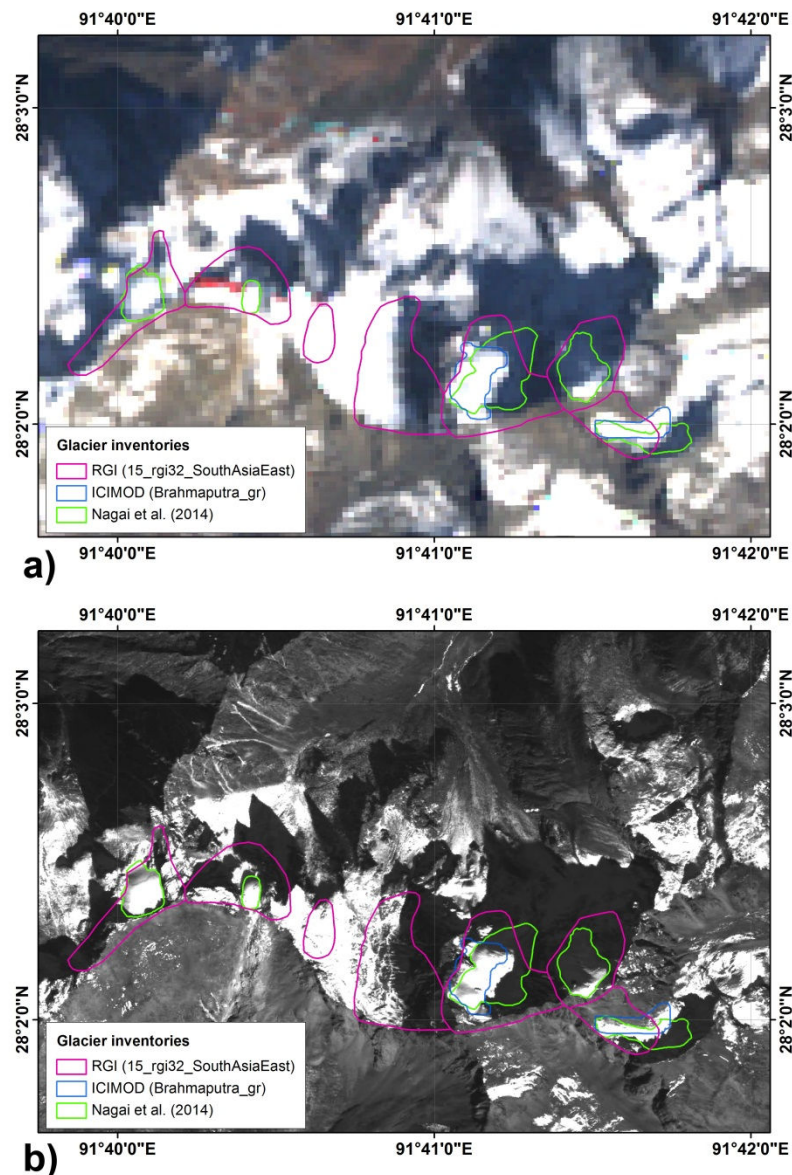 91°40'0"E 91°41'0"E 91°42'0"E
28°3'0"N 28°3'0"N
28°2'0"N 28°2'0"N
Glacier inventories
RGI (15_rgi32_SouthAsiaEast)
ICIMOD (Brahmaputra_gr)
Nagai et al. (2014)
91°40'0"E 91°41'0"E 91°42'0"E
a)
91°40'0"E 91°41'0"E 91°42'0"E
28°3'0"N 28°3'0"N
28°2'0"N 28°2'0"N
Glacier inventories
RGI (15_rgi32_SouthAsiaEast)
ICIMOD (Brahmaputra_gr)
Nagai et al. (2014)
91°40'0"E 91°41'0"E 91°42'0"E
b)